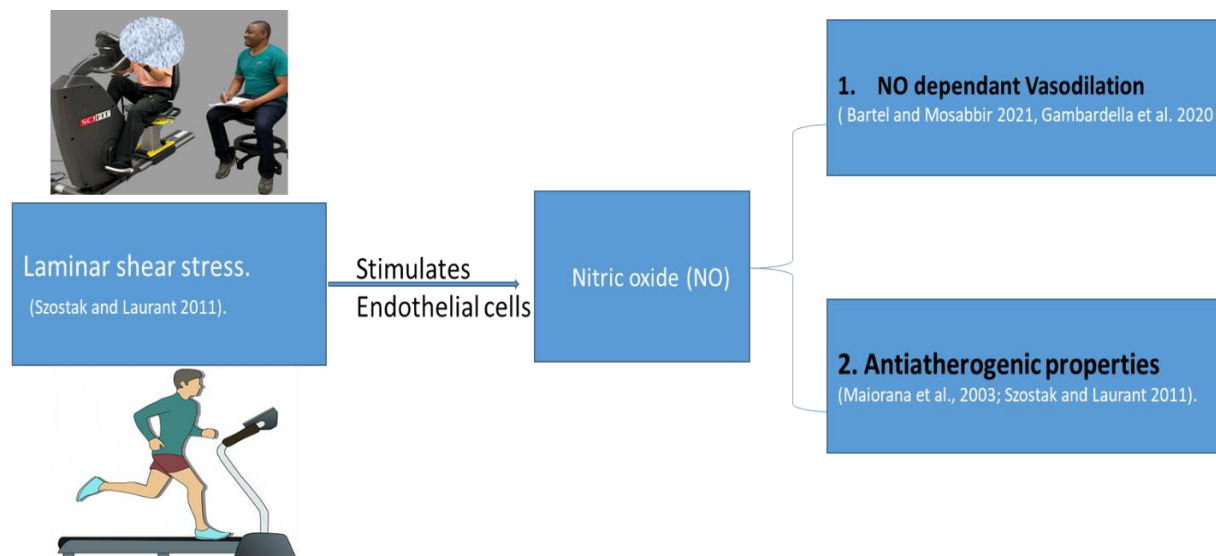 SCIFIT
Laminar shear stress.
(Szostak and Laurant 2011).
Stimulates
Endothelial cells
Nitric oxide (NO)
1. NO dependant Vasodilation
( Bartel and Mosabbir 2021, Gambardella et al. 2020
2. Antiatherogenic properties
(Maiorana et al., 2003; Szostak and Laurant 2011).